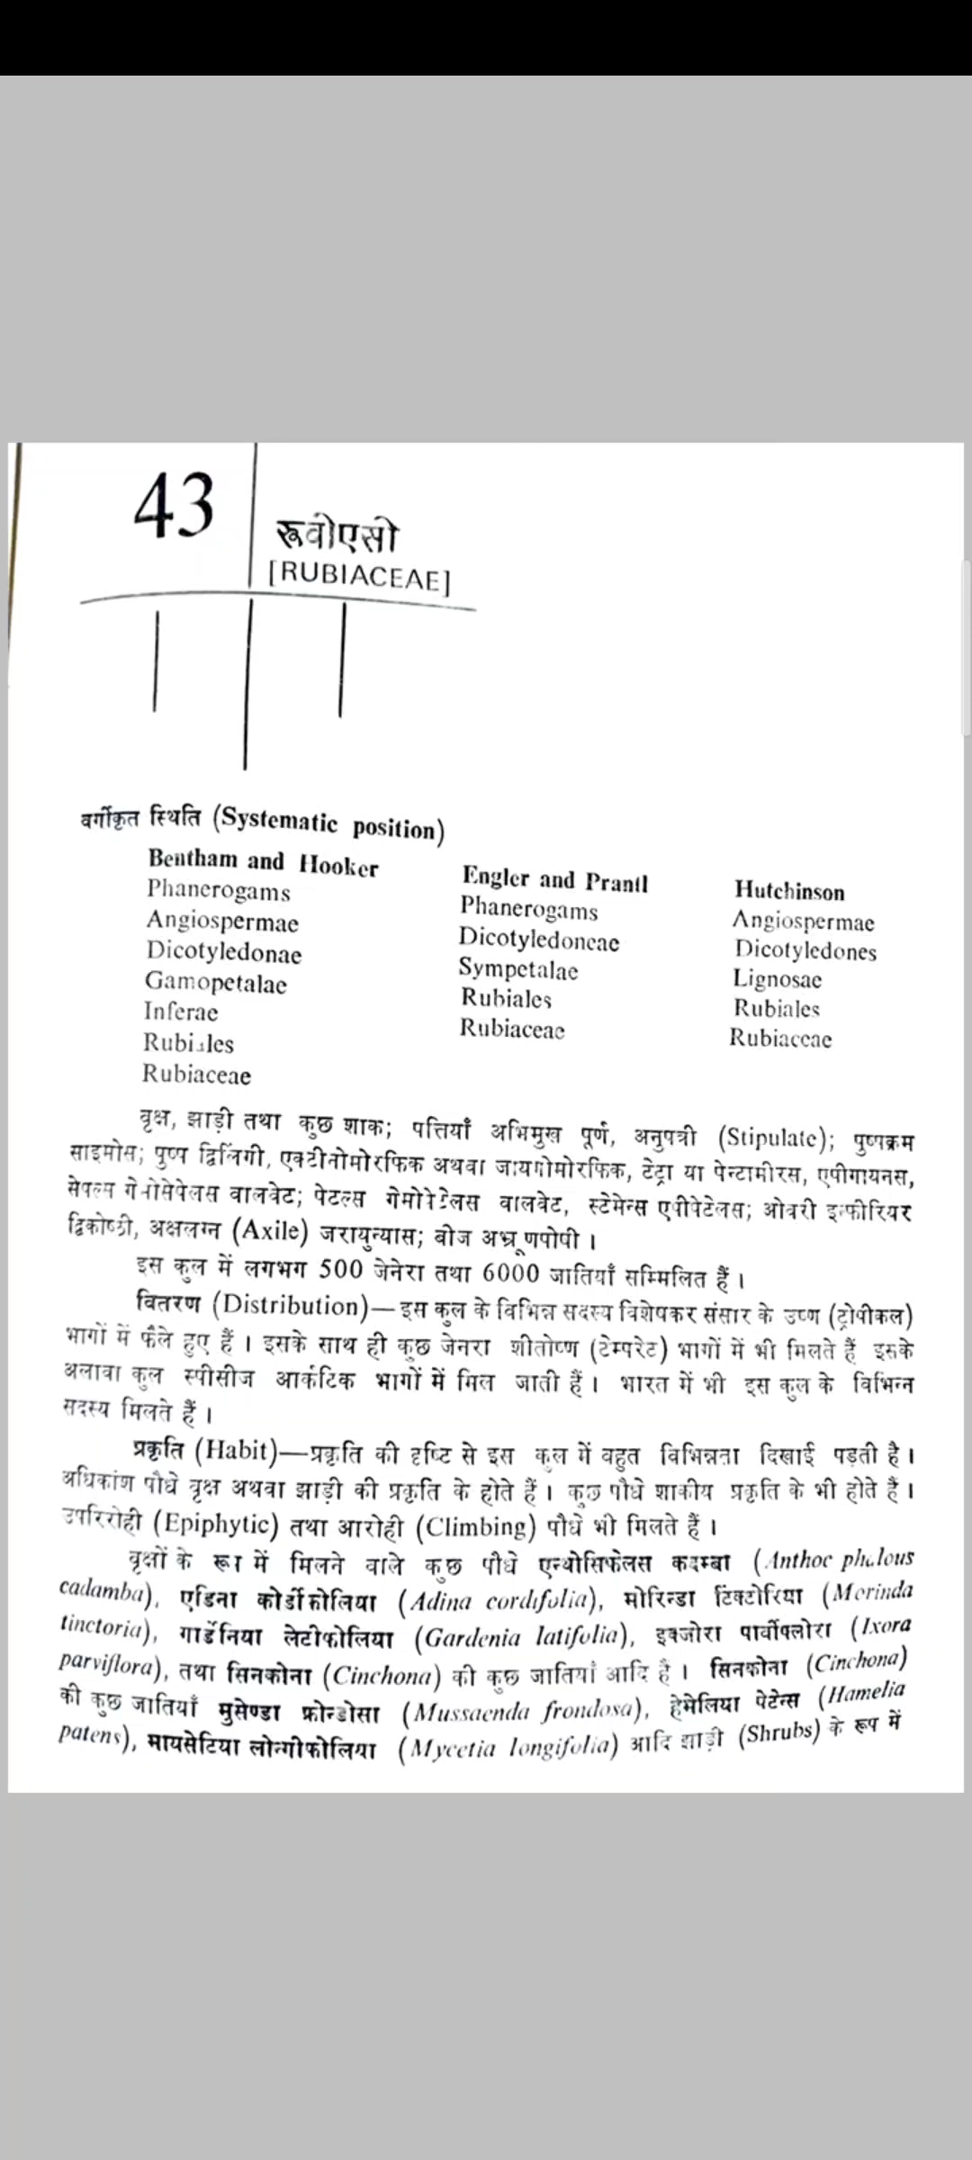 43
रूबीएसी
[RUBIACEAE]
वर्गीकृत स्थिति (Systematic position)
Bentham and Hooker
Phanerogams
Angiospermae
Dicotyledonae
Gamopetalae
Inferae
Rubiales
Rubiaceae
Engler and Prantl
Phanerogams
Dicotyledoneae
Sympetalae
Rubiales
Rubiaceae
Hutchinson
Angiospermae
Dicotyledones
Lignosae
Rubiales
Rubiaceae
वृक्ष, झाड़ी तथा कुछ शाक; पत्तियाँ अभिमुख पूर्ण, अनुपत्री (Stipulate); पुष्पक्रम
साइमोस; पुष्प द्विलिंगी, एक्टीनोमोरफिक अथवा जायगोमोरफिक, टेट्रा या पेन्टामीरस, एपीगायनस,
सेपल्स गेमोसेपेलस वालवेट; पेटल्स गेमोपेटेलस वालवेट, स्टेमेन्स एपीपेटेलस; ओवरी इन्फीरियर
द्विकोष्ठी, अक्षलग्न (Axile) जरायुन्यास; बीज अभ्रूणपोपी ।
इस कुल में लगभग 500 जेनेरा तथा 6000 जातियाँ सम्मिलित हैं ।
वितरण (Distribution)—इस कुल के विभिन्न सदस्य विशेषकर संसार के उष्ण (ट्रोपीकल)
भागों में फैले हुए हैं । इसके साथ ही कुछ जेनरा शीतोष्ण (टेम्परेट) भागों में भी मिलते हैं इसके
अलावा कुल स्पीसीज आर्कटिक भागों में मिल जाती हैं । भारत में भी इस कुल के विभिन्न
सदस्य मिलते हैं ।
प्रकृति (Habit)—प्रकृति की दृष्टि से इस कुल में बहुत विभिन्नता दिखाई पड़ती है ।
अधिकांश पौधे वृक्ष अथवा झाड़ी की प्रकृति के होते हैं । कुछ पौधे शाकीय प्रकृति के भी होते हैं ।
उपरिरोही (Epiphytic) तथा आरोही (Climbing) पौधे भी मिलते हैं ।
वृक्षों के रूप में मिलने वाले कुछ पौधे एन्थोसिफेलस कदम्बा (Anthocphalous
cadamba), एडिना कोर्डीफोलिया (Adina cordifolia), मोरिन्डा टिंक्टोरिया (Morinda
tinctoria), गार्डेनिया लेटीफोलिया (Gardenia latifolia), इक्जोरा पार्वीफ्लोरा (Ixora
parviflora), तथा सिनकोना (Cinchona) की कुछ जातियाँ आदि है । सिनकोना (Cinchona)
की कुछ जातियाँ मुसेण्डा फ्रोन्डोसा (Mussaenda frondosa), हेमेलिया पेटेन्स (Hamelia
patens), मायसेटिया लोन्गीफोलिया (Mycetia longifolia) आदि झाड़ी (Shrubs) के रूप में